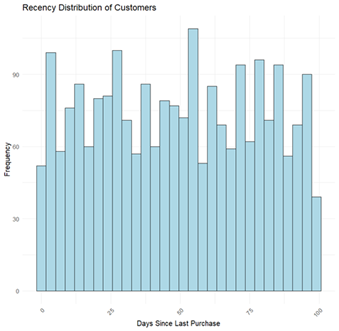 Recency Distribution of Customers
Frequency
90
60
30
0
0 25 50 75 100
Days Since Last Purchase